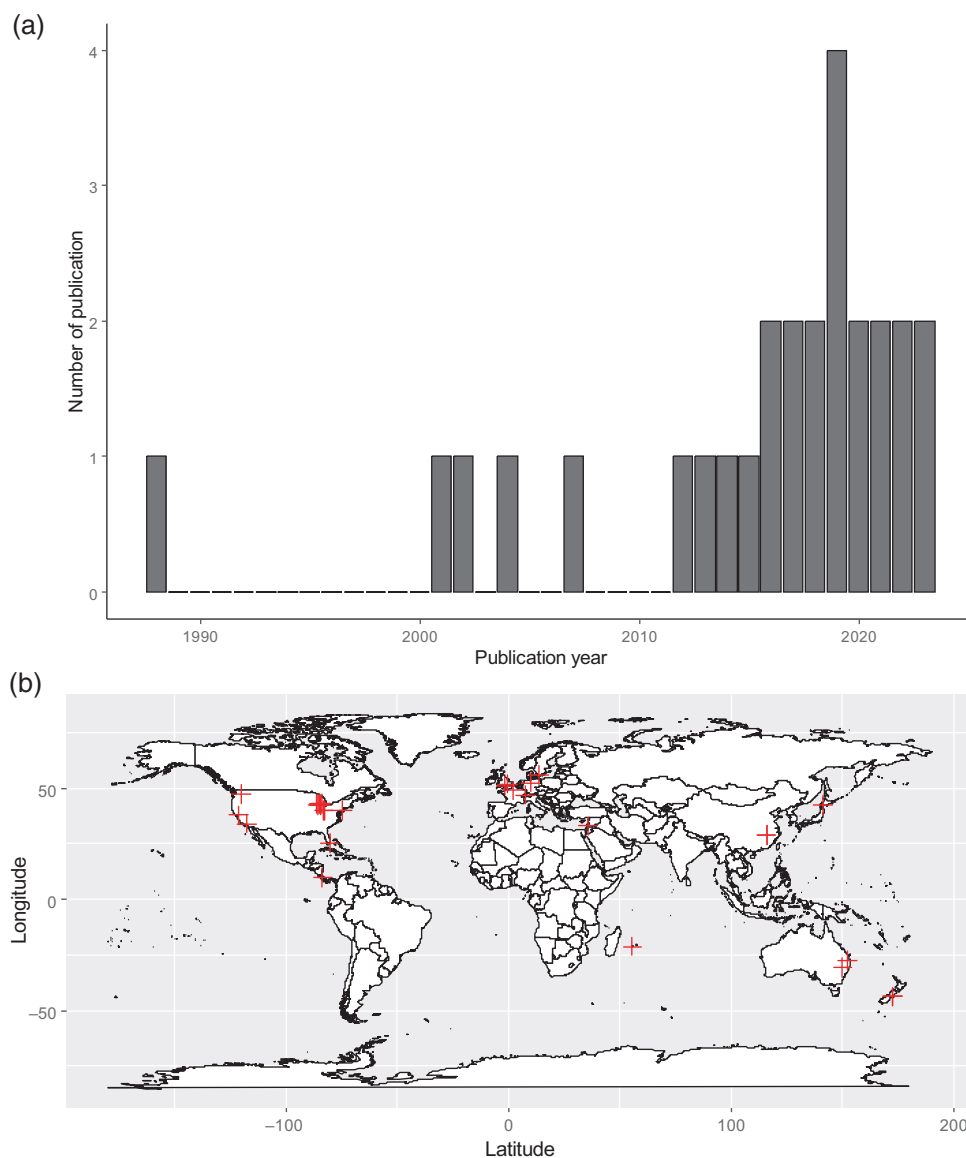 (a)
4
3
2
1
0
Number of publication
1990 2000 2010 2020
Publication year
(b)
50
0
−50
Longitude
−100 0 100 200
Latitude